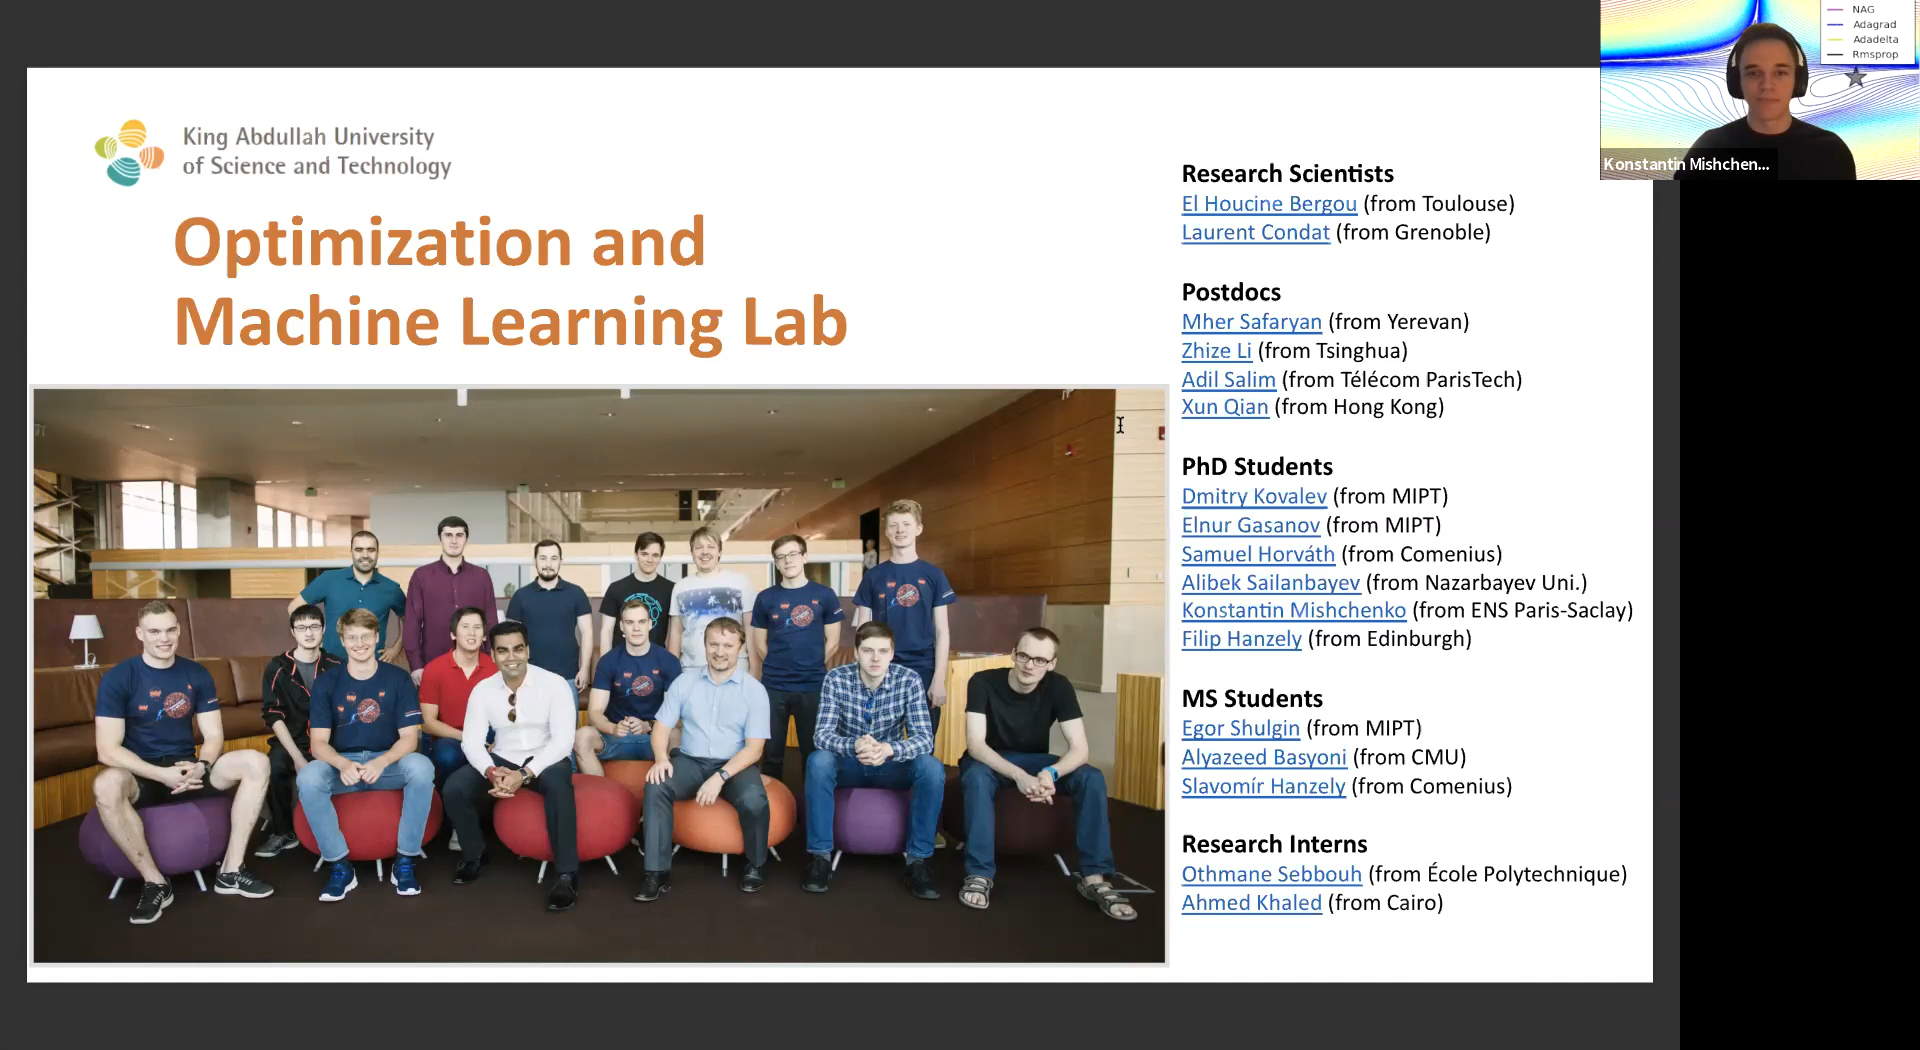 King Abdullah University
of Science and Technology
Optimization and
Machine Learning Lab
Research Scientists
El Houcine Bergou (from Toulouse)
Laurent Condat (from Grenoble)
Postdocs
Mher Safaryan (from Yerevan)
Zhize Li (from Tsinghua)
Adil Salim (from Télécom ParisTech)
Xun Qian (from Hong Kong)
PhD Students
Dmitry Kovalev (from MIPT)
Elnur Gasanov (from MIPT)
Samuel Horváth (from Comenius)
Alibek Sailanbayev (from Nazarbayev Uni.)
Konstantin Mishchenko (from ENS Paris-Saclay)
Filip Hanzely (from Edinburgh)
MS Students
Egor Shulgin (from MIPT)
Alyazeed Basyoni (from CMU)
Slavomír Hanzely (from Comenius)
Research Interns
Othmane Sebbouh (from École Polytechnique)
Ahmed Khaled (from Cairo)
NAG
Adagrad
Adadelta
Rmsprop
Konstantin Mishchen...